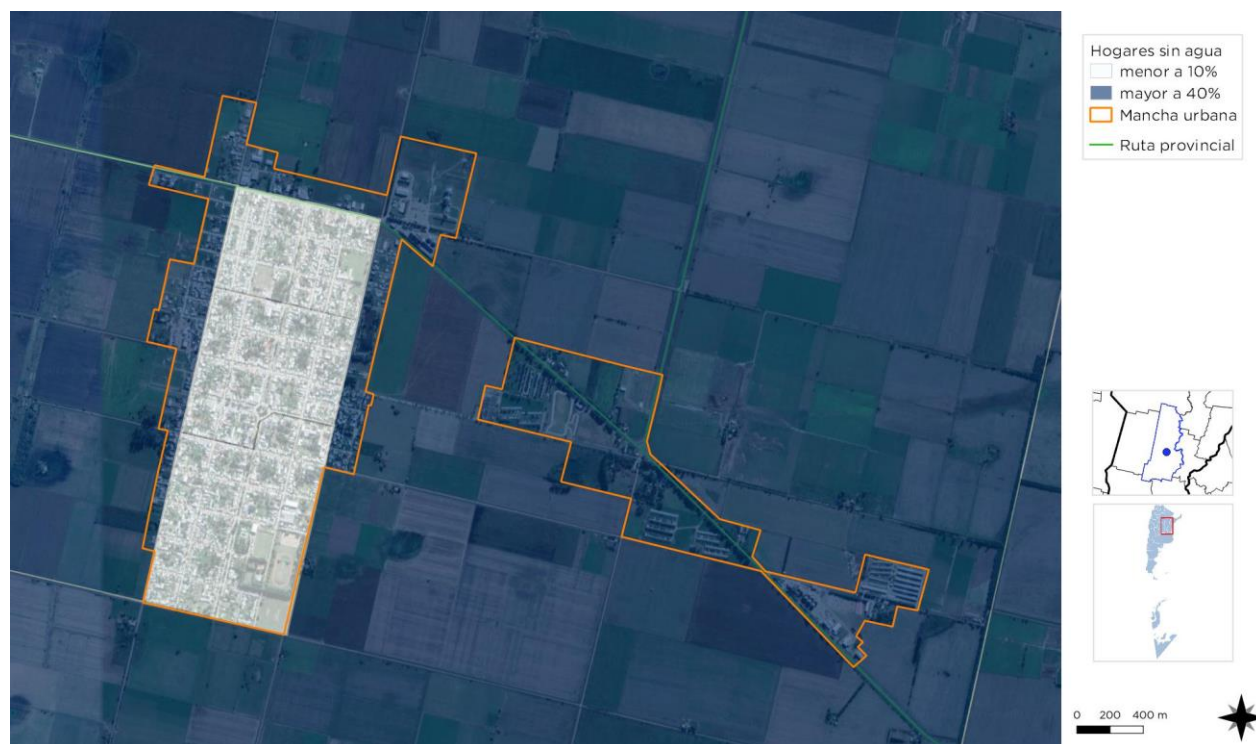 Hogares sin agua
menor a 10%
mayor a 40%
Mancha urbana
Ruta provincial
0 200 400 m